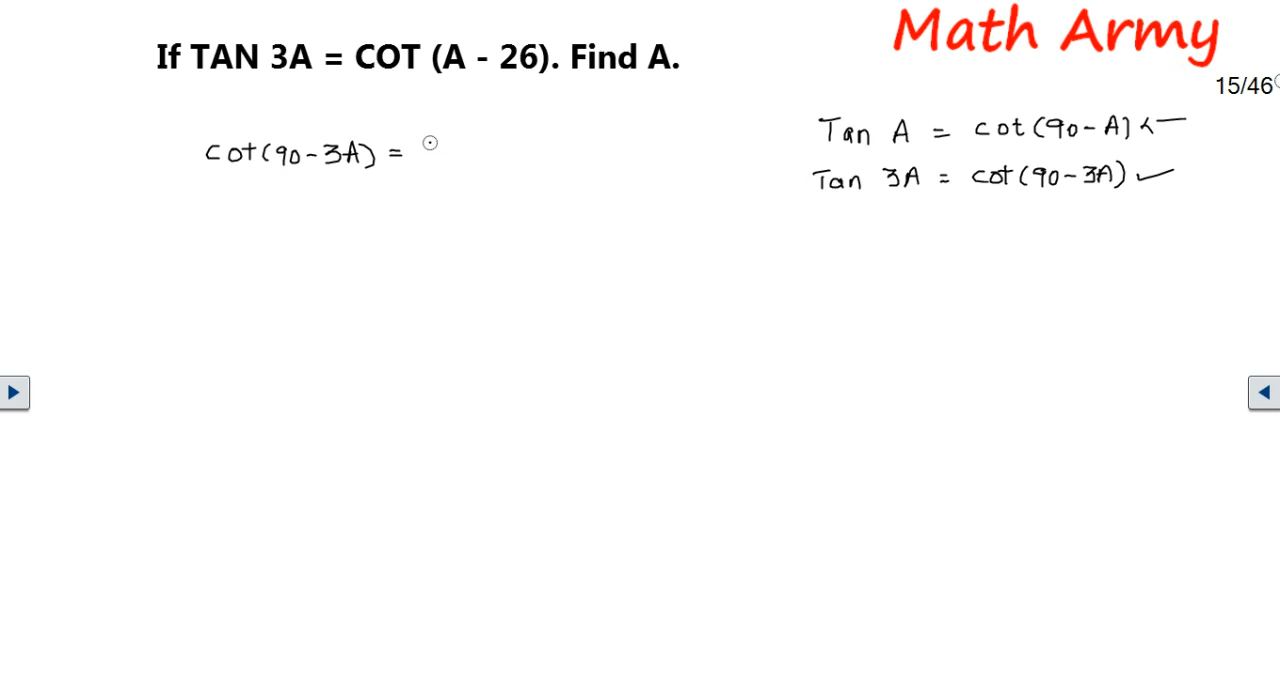 Math Army
If TAN 3A = COT (A - 26). Find A.
15/46
Tan A = cot(90-A)
cot(90-3A) =
Tan 3A = cot(90-3A)